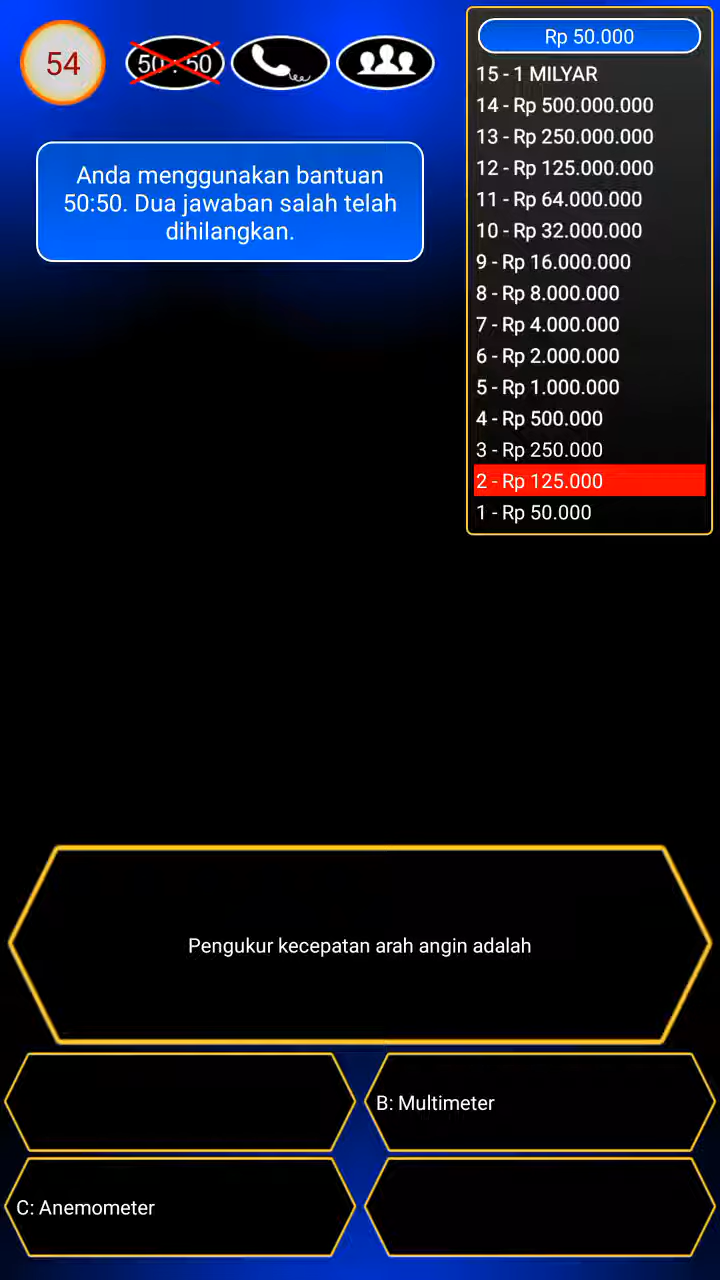 54
50 : 50
Rp 50.000
15 - 1 MILYAR
14 - Rp 500.000.000
13 - Rp 250.000.000
12 - Rp 125.000.000
11 - Rp 64.000.000
10 - Rp 32.000.000
9 - Rp 16.000.000
8 - Rp 8.000.000
7 - Rp 4.000.000
6 - Rp 2.000.000
5 - Rp 1.000.000
4 - Rp 500.000
3 - Rp 250.000
2 - Rp 125.000
1 - Rp 50.000
Anda menggunakan bantuan
50:50. Dua jawaban salah telah
dihilangkan.
Pengukur kecepatan arah angin adalah
B: Multimeter
C: Anemometer